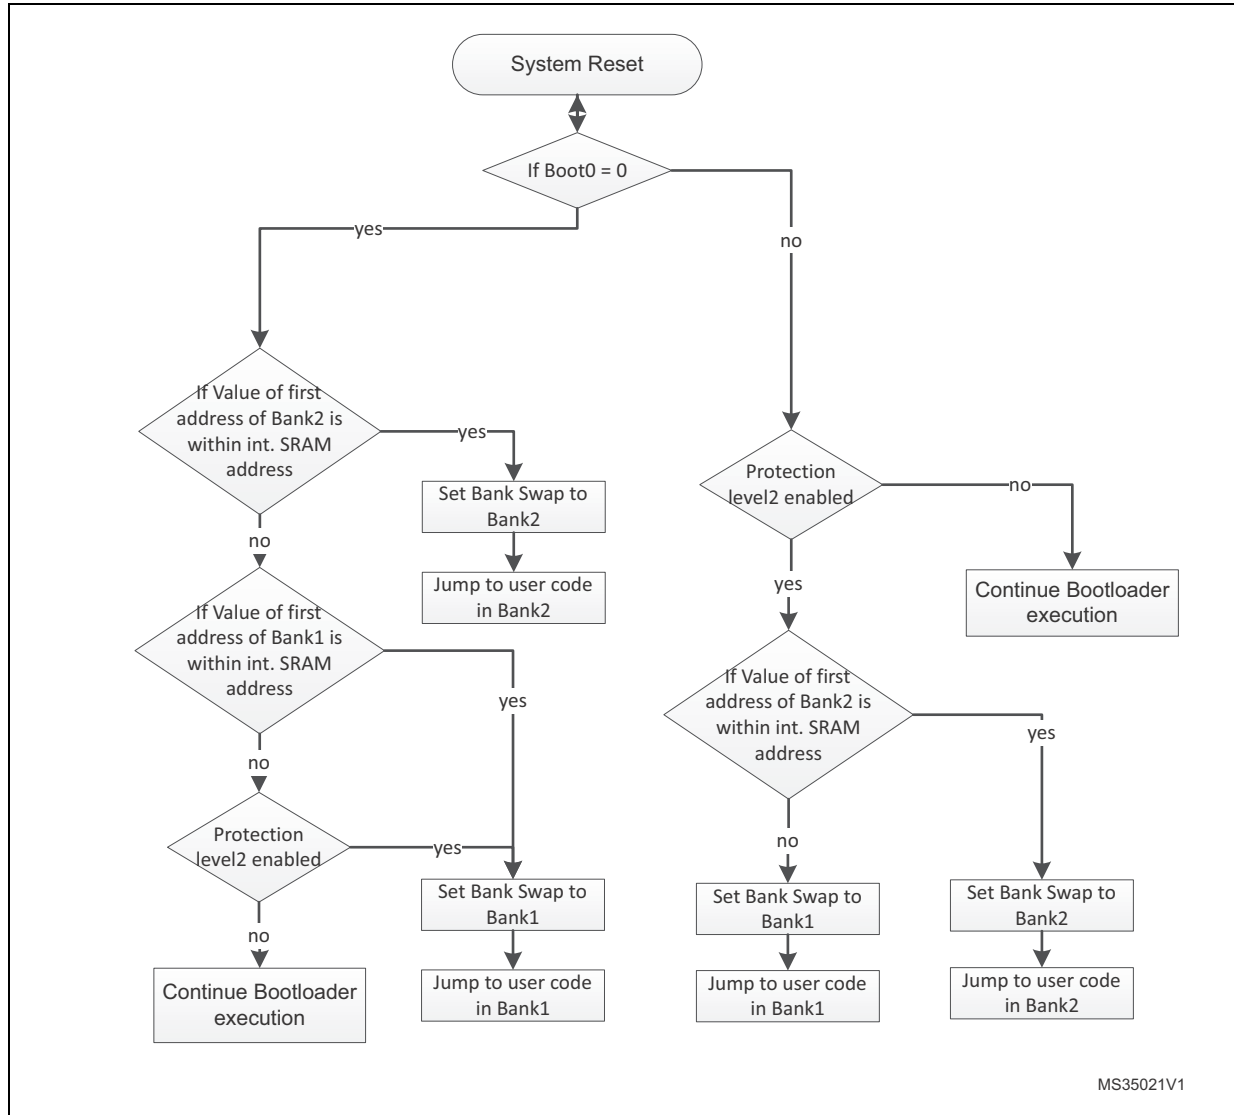 System Reset
If Boot0 = 0
yes
no
If Value of first
address of Bank2 is
within int. SRAM
address
yes
Set Bank Swap to
Bank2
Jump to user code
in Bank2
no
If Value of first
address of Bank1 is
within int. SRAM
address
yes
no
Protection
level2 enabled
yes
Set Bank Swap to
Bank1
Jump to user code
in Bank1
no
Continue Bootloader
execution
Protection
level2 enabled
no
Continue Bootloader
execution
yes
If Value of first
address of Bank2 is
within int. SRAM
address
yes
no
Set Bank Swap to
Bank1
Jump to user code
in Bank1
Set Bank Swap to
Bank2
Jump to user code
in Bank2
MS35021V1